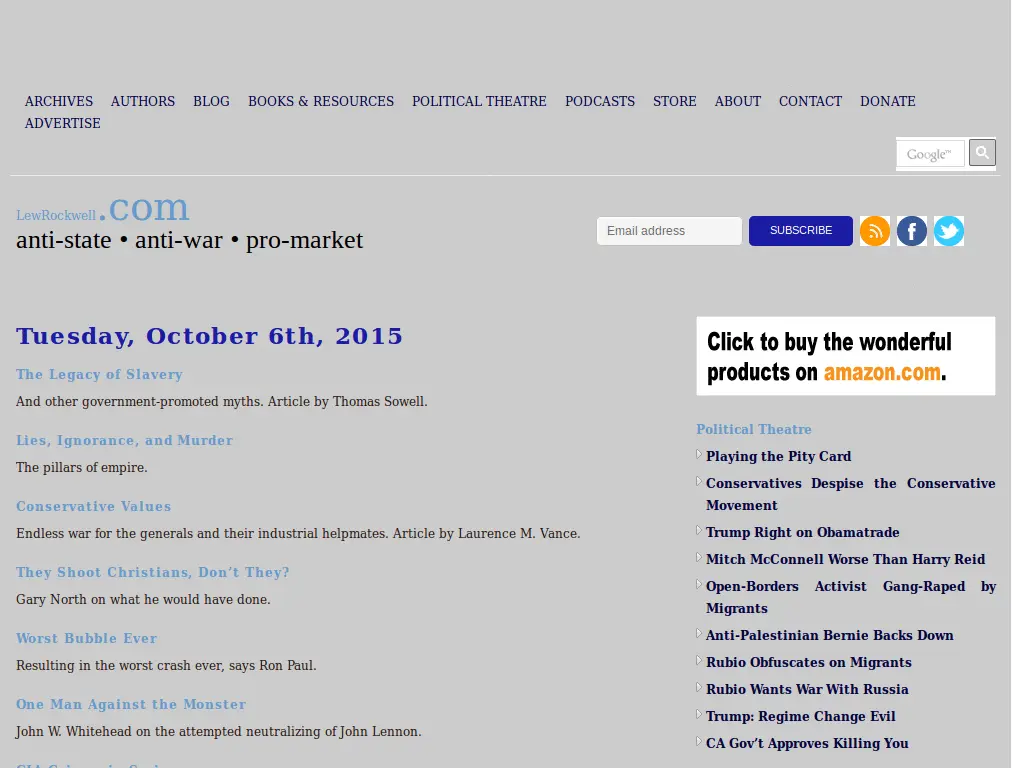 ARCHIVES AUTHORS BLOG BOOKS & RESOURCES POLITICAL THEATRE PODCASTS STORE ABOUT CONTACT DONATE
ADVERTISE
Google™
LewRockwell.com
anti-state • anti-war • pro-market
Email address
SUBSCRIBE
Tuesday, October 6th, 2015
The Legacy of Slavery
And other government-promoted myths. Article by Thomas Sowell.
Lies, Ignorance, and Murder
The pillars of empire.
Conservative Values
Endless war for the generals and their industrial helpmates. Article by Laurence M. Vance.
They Shoot Christians, Don’t They?
Gary North on what he would have done.
Worst Bubble Ever
Resulting in the worst crash ever, says Ron Paul.
One Man Against the Monster
John W. Whitehead on the attempted neutralizing of John Lennon.
Click to buy the wonderful
products on amazon.com.
Political Theatre
Playing the Pity Card
Conservatives Despise the Conservative
Movement
Trump Right on Obamatrade
Mitch McConnell Worse Than Harry Reid
Open-Borders Activist Gang-Raped by
Migrants
Anti-Palestinian Bernie Backs Down
Rubio Obfuscates on Migrants
Rubio Wants War With Russia
Trump: Regime Change Evil
CA Gov’t Approves Killing You